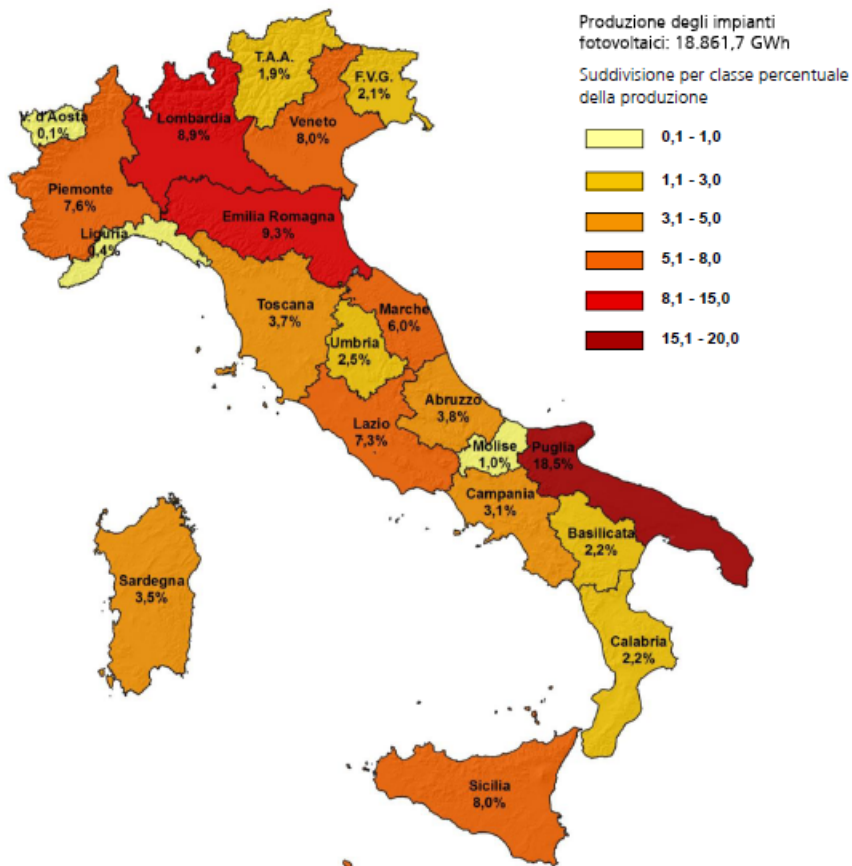 Produzione degli impianti
fotovoltaici: 18.861,7 GWh
Suddivisione per classe percentuale
della produzione
0,1 - 1,0
1,1 - 3,0
3,1 - 5,0
5,1 - 8,0
8,1 - 15,0
15,1 - 20,0
T.A.A.
1,9%
F.V.G.
2,1%
V. d'Aosta
0,1%
Lombardia
8,9%
Veneto
8,0%
Piemonte
7,6%
Emilia Romagna
9,3%
Liguria
0,4%
Toscana
3,7%
Marche
6,0%
Umbria
2,5%
Abruzzo
3,8%
Lazio
7,3%
Molise
1,0%
Puglia
18,5%
Campania
3,1%
Basilicata
2,2%
Sardegna
3,5%
Calabria
2,2%
Sicilia
8,0%